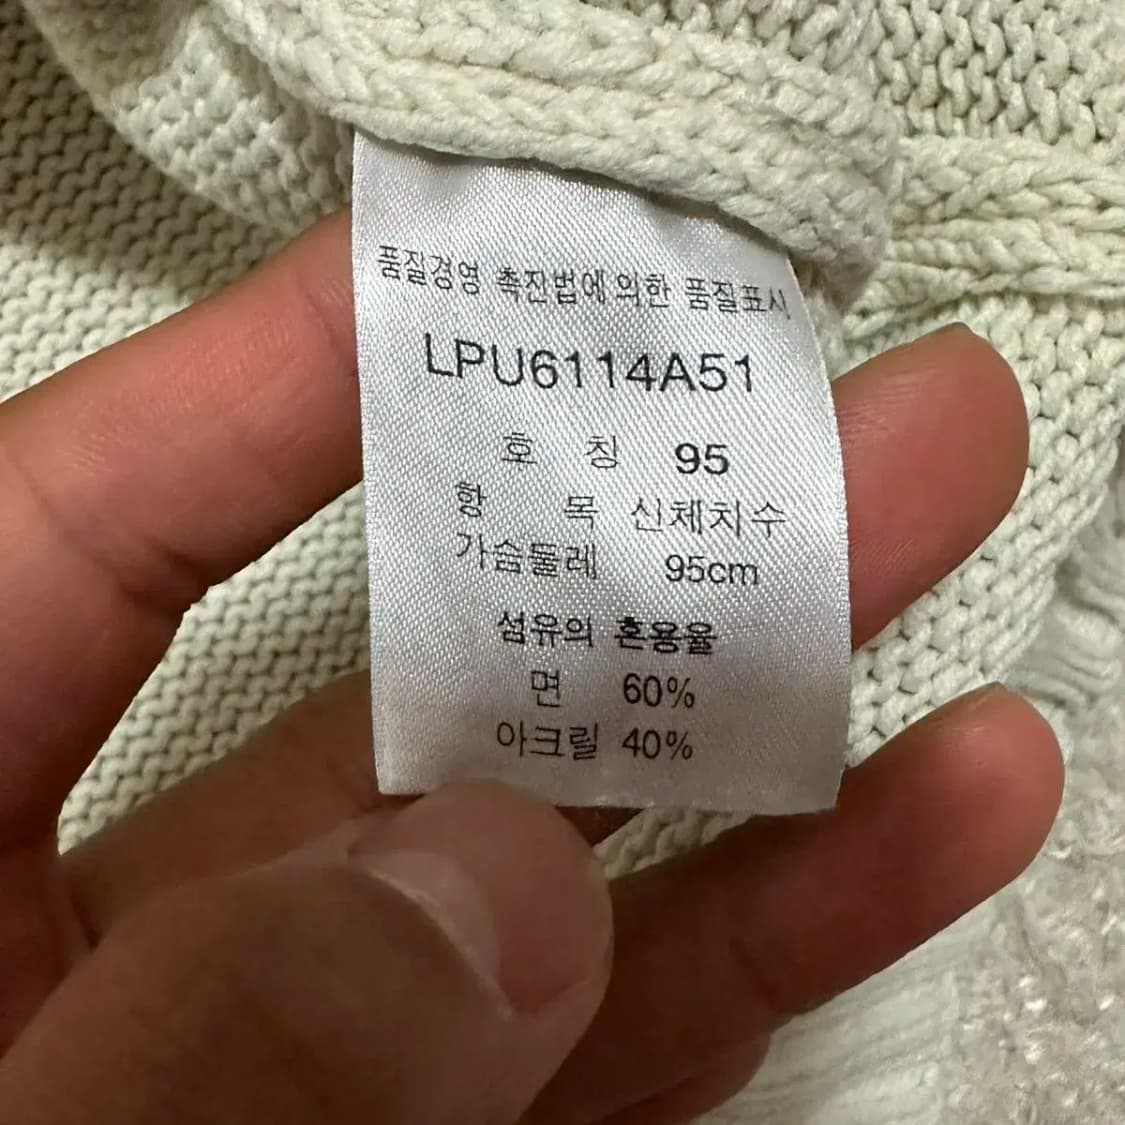 품질경영 촉진법에 의한 품질표시
LPU6114A51
호 칭 95
항 목 신체치수
가슴둘레 95cm
섬유의 혼용율
면 60%
아크릴 40%